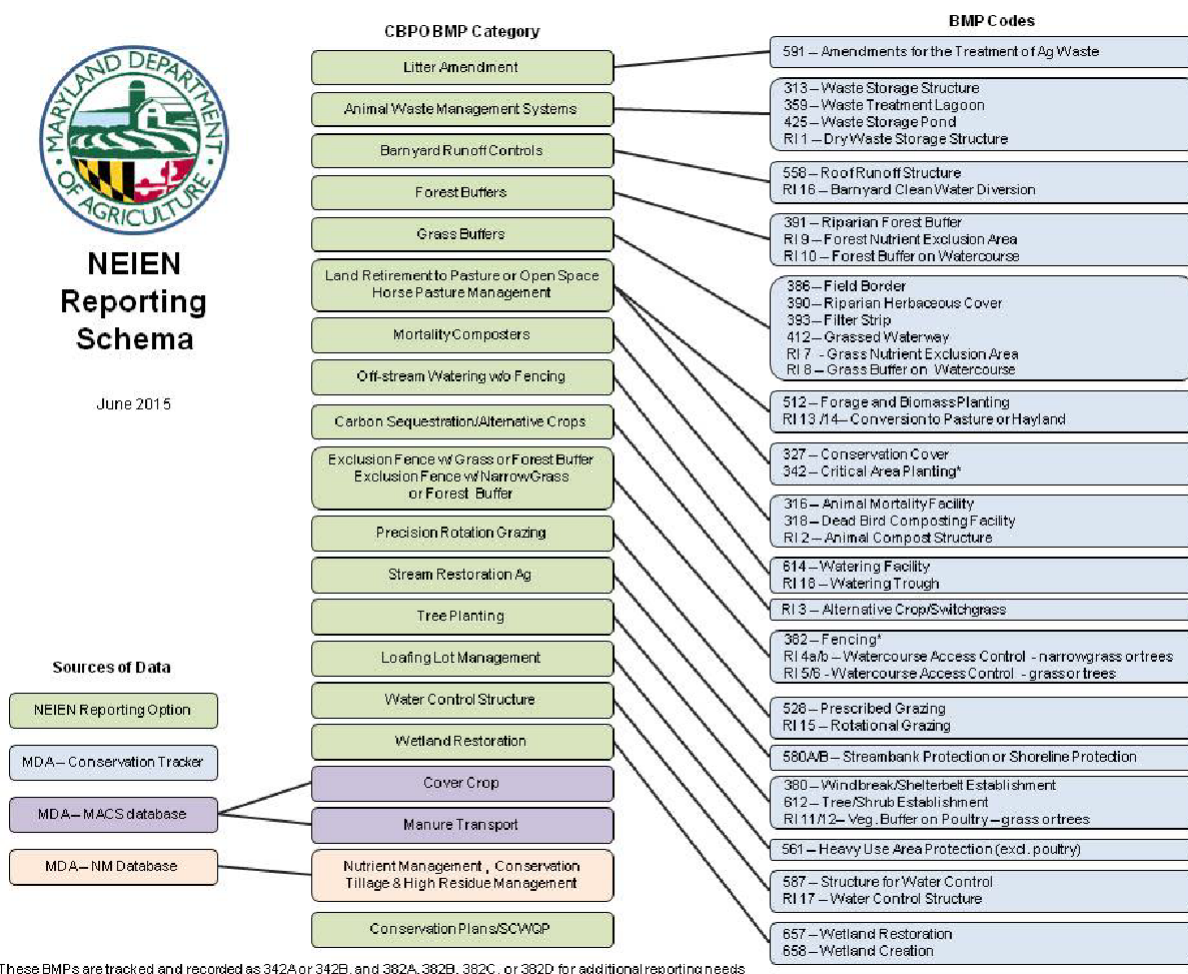 MARYLAND DEPARTMENT
OF AGRICULTURE
NEIEN
Reporting
Schema
June 2015
Sources of Data
NEIEN Reporting Option
MDA – Conservation Tracker
MDA – MACS database
MDA – NM Database
CBPO BMP Category
Litter Amendment
Animal Waste Management Systems
Barnyard Runoff Controls
Forest Buffers
Grass Buffers
Land Retirement to Pasture or Open Space
Horse Pasture Management
Mortality Composters
Off-stream Watering w/o Fencing
Carbon Sequestration/Alternative Crops
Exclusion Fence w/ Grass or Forest Buffer
Exclusion Fence w/ Narrow Grass
or Forest Buffer
Precision Rotation Grazing
Stream Restoration Ag
Tree Planting
Loafing Lot Management
Water Control Structure
Wetland Restoration
Cover Crop
Manure Transport
Nutrient Management , Conservation
Tillage & High Residue Management
Conservation Plans/SCWQP
BMP Codes
591 – Amendments for the Treatment of Ag Waste
313 – Waste Storage Structure
359 – Waste Treatment Lagoon
425 – Waste Storage Pond
RI 1 – Dry Waste Storage Structure
558 – Roof Runoff Structure
RI 16 – Barnyard Clean Water Diversion
391 – Riparian Forest Buffer
RI 9 – Forest Nutrient Exclusion Area
RI 10 – Forest Buffer on Watercourse
386 – Field Border
390 – Riparian Herbaceous Cover
393 – Filter Strip
412 – Grassed Waterway
RI 7 - Grass Nutrient Exclusion Area
RI 8 – Grass Buffer on Watercourse
512 – Forage and Biomass Planting
RI 13 /14– Conversion to Pasture or Hayland
327 – Conservation Cover
342 – Critical Area Planting*
316 – Animal Mortality Facility
318 – Dead Bird Composting Facility
RI 2 – Animal Compost Structure
614 – Watering Facility
RI 18 – Watering Trough
RI 3 – Alternative Crop/Switchgrass
382 – Fencing*
RI 4a/b – Watercourse Access Control - narrow grass or trees
RI 5/6 - Watercourse Access Control - grass or trees
528 – Prescribed Grazing
RI 15 – Rotational Grazing
580A/B – Streambank Protection or Shoreline Protection
380 – Windbreak/Shelterbelt Establishment
612 – Tree/Shrub Establishment
RI 11/12– Veg. Buffer on Poultry – grass or trees
561 – Heavy Use Area Protection (excl. poultry)
587 – Structure for Water Control
RI 17 – Water Control Structure
657 – Wetland Restoration
658 – Wetland Creation
These BMPs are tracked and recorded as 342A or 342B, and 382A, 382B, 382C, or 382D for additional reporting needs